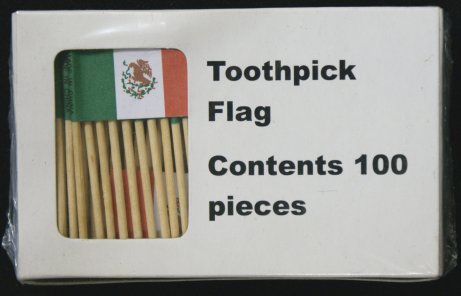 Toothpick
Flag
Contents 100
pieces